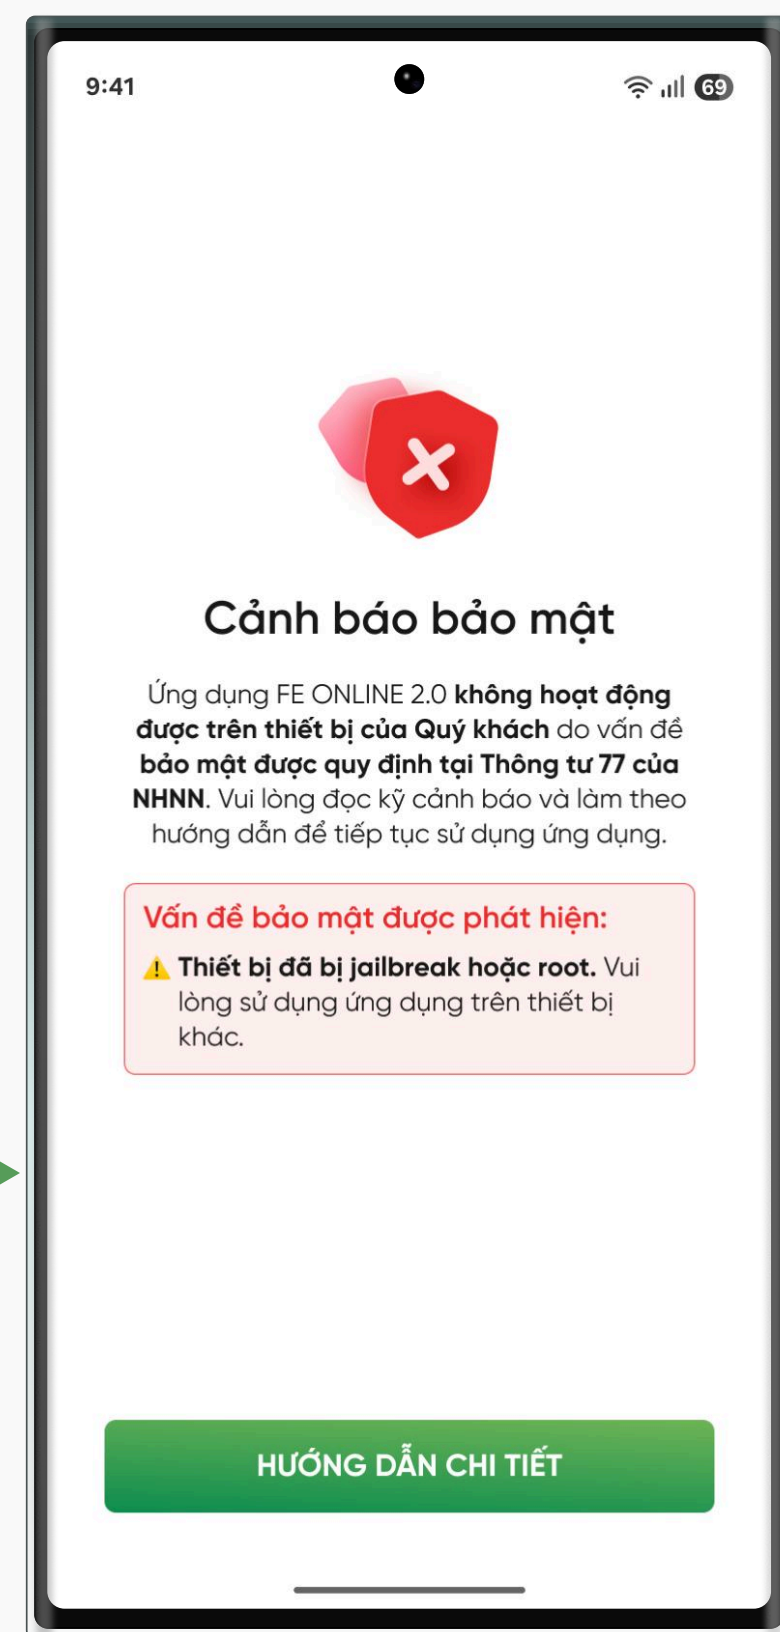 9:41
69
Cảnh báo bảo mật
Ứng dụng FE ONLINE 2.0 không hoạt động
được trên thiết bị của Quý khách do vấn đề
bảo mật được quy định tại Thông tư 77 của
NHNN. Vui lòng đọc kỹ cảnh báo và làm theo
hướng dẫn để tiếp tục sử dụng ứng dụng.
Vấn đề bảo mật được phát hiện:
Thiết bị đã bị jailbreak hoặc root. Vui
lòng sử dụng ứng dụng trên thiết bị
khác.
HƯỚNG DẪN CHI TIẾT